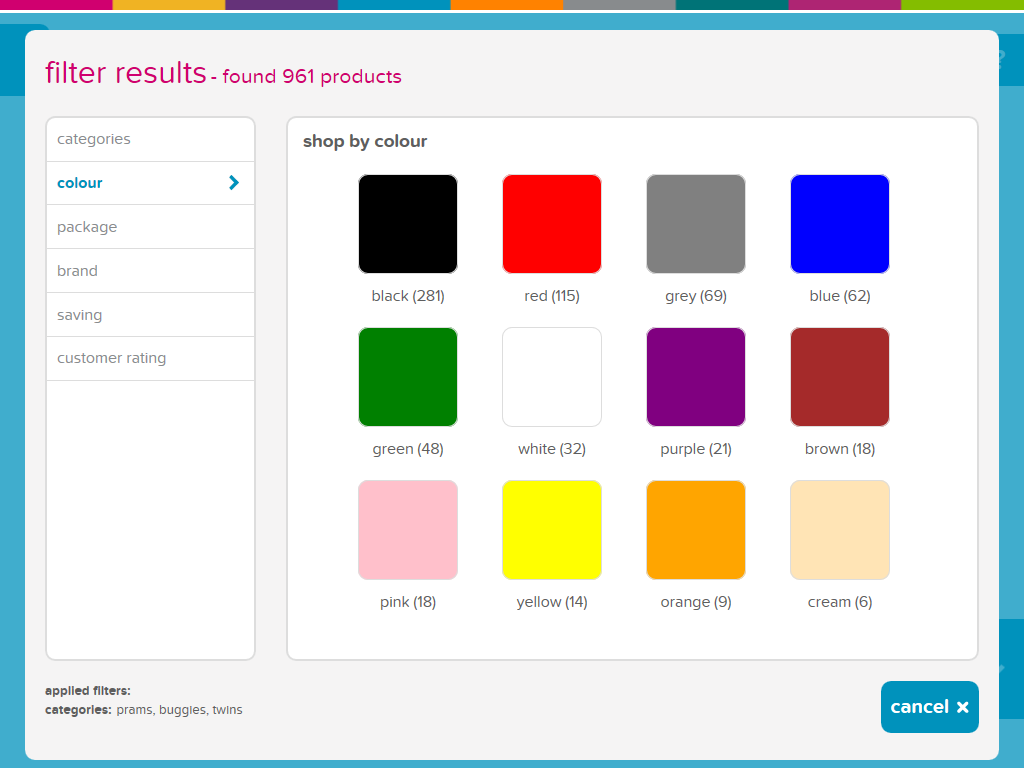 filter results - found 961 products
categories
colour
package
brand
saving
customer rating
shop by colour
black (281) red (115) grey (69) blue (62)
green (48) white (32) purple (21) brown (18)
pink (18) yellow (14) orange (9) cream (6)
applied filters:
categories: prams, buggies, twins
cancel ×
?